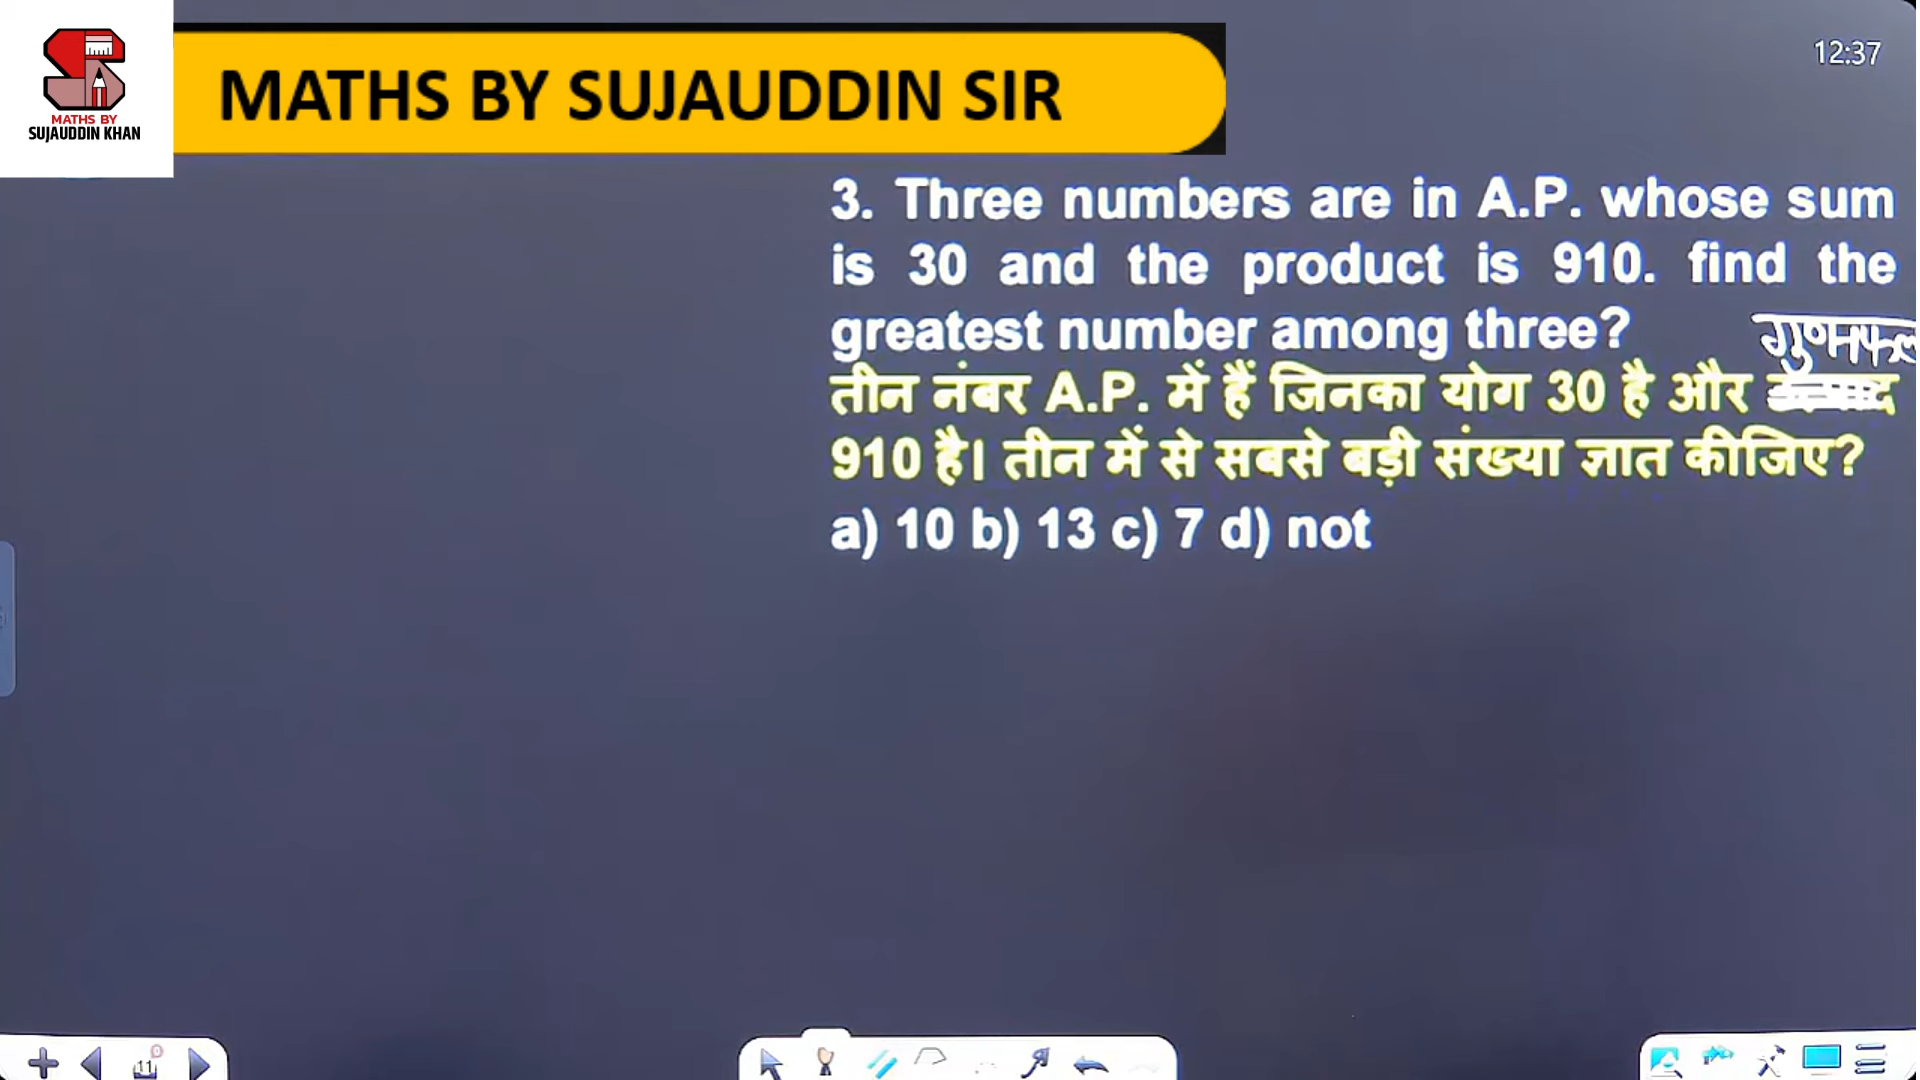 MATHS BY
SUJAUDDIN KHAN
MATHS BY SUJAUDDIN SIR
12:37
3. Three numbers are in A.P. whose sum
is 30 and the product is 910. find the
greatest number among three?
गुणनफल
तीन नंबर A.P. में हैं जिनका योग 30 है और
910 है। तीन में से सबसे बड़ी संख्या ज्ञात कीजिए?
a) 10 b) 13 c) 7 d) not
11